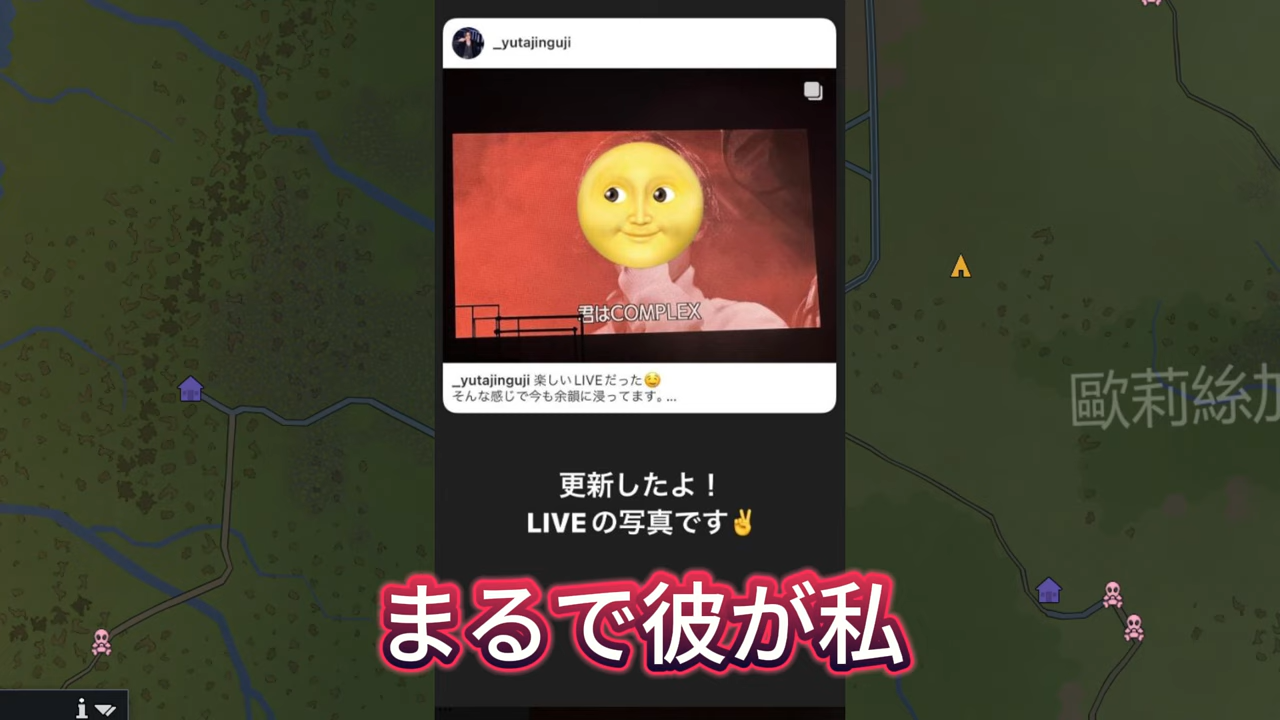 _yutajinguji
君はCOMPLEX
_yutajinguji 楽しいLIVEだった😋
そんな感じで今も余韻に浸ってます。...
更新したよ！
LIVEの写真です✌️
まるで彼が私
歐莉絲加
i